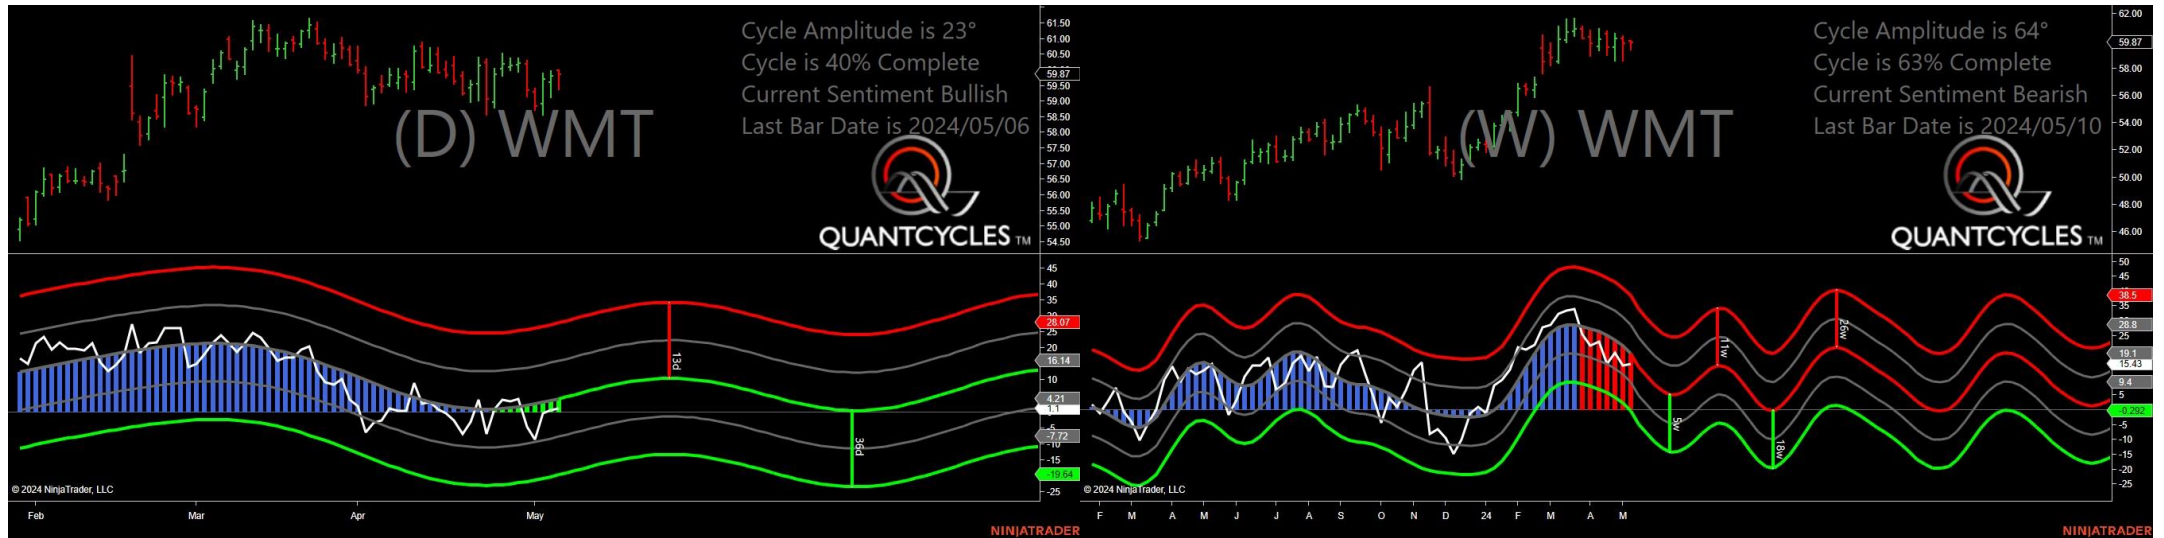 Cycle Amplitude is 23°
Cycle is 40% Complete
Current Sentiment Bullish
Last Bar Date is 2024/05/06
(D) WMT
QUANTCYCLES TM
61.50
61.00
60.50
59.87
59.50
59.00
58.50
58.00
57.50
57.00
56.50
56.00
55.50
55.00
54.50
45
40
35
28.07
25
20
16.14
10
4.21
1.1
-5
-7.72
-10
-15
-19.64
-25
13d
36d
© 2024 NinjaTrader, LLC
Feb
Mar
Apr
May
NINJATRADER
Cycle Amplitude is 64°
Cycle is 63% Complete
Current Sentiment Bearish
Last Bar Date is 2024/05/10
(W) WMT
QUANTCYCLES TM
62.00
59.87
58.00
56.00
54.00
52.00
50.00
48.00
46.00
50
45
38.5
35
28.8
25
19.1
15.43
9.4
5
-0.292
-5
-10
-15
-20
-25
5w
11w
18w
26w
© 2024 NinjaTrader, LLC
F M A M J J A S O N D 24 F M A M
NINJATRADER